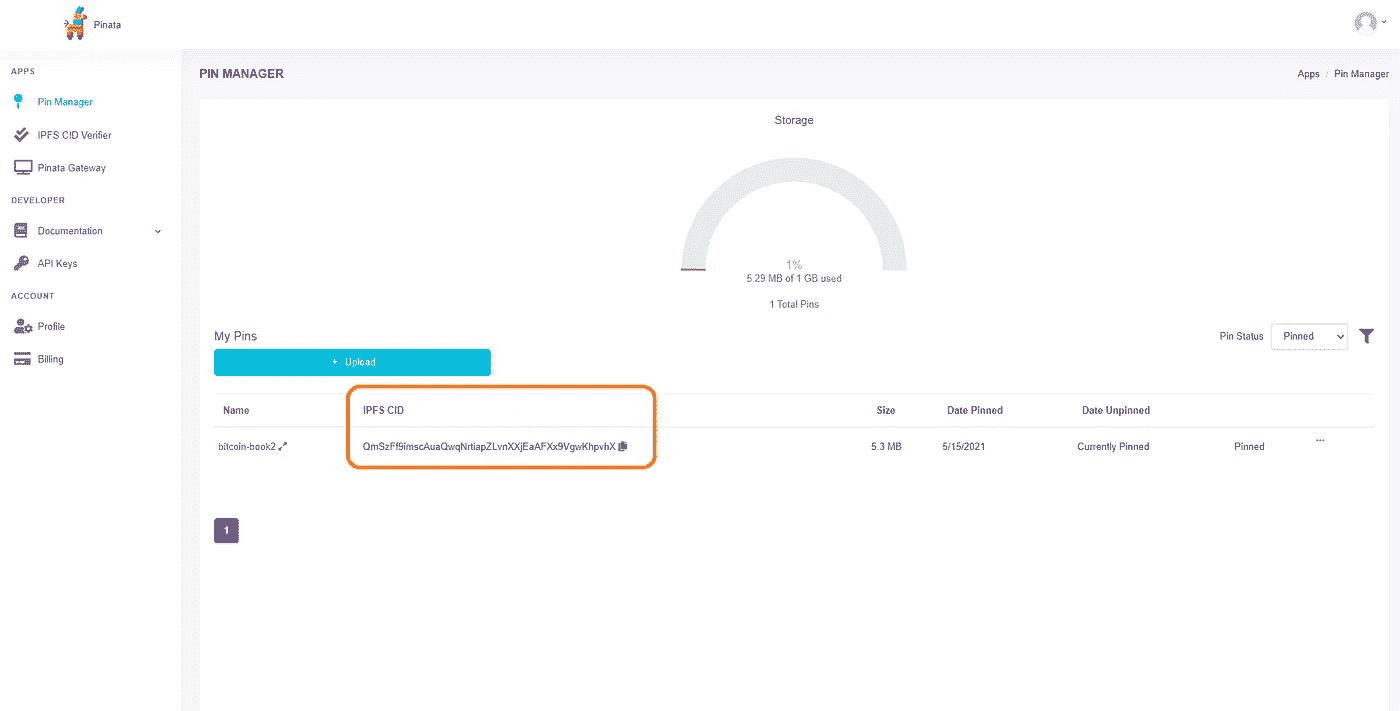 Pinata
APPS
Pin Manager
IPFS CID Verifier
Pinata Gateway
DEVELOPER
Documentation
API Keys
ACCOUNT
Profile
Billing
PIN MANAGER
Apps / Pin Manager
Storage
1%
5.29 MB of 1 GB used
1 Total Pins
My Pins
Pin Status Pinned
+ Upload
Name IPFS CID Size Date Pinned Date Unpinned
bitcoin-book2 QmSzFf9imscAuaQwqNrtiapZLvnXXjEaAFXx9VgwKhpvhX 5.3 MB 5/15/2021 Currently Pinned Pinned ...
1